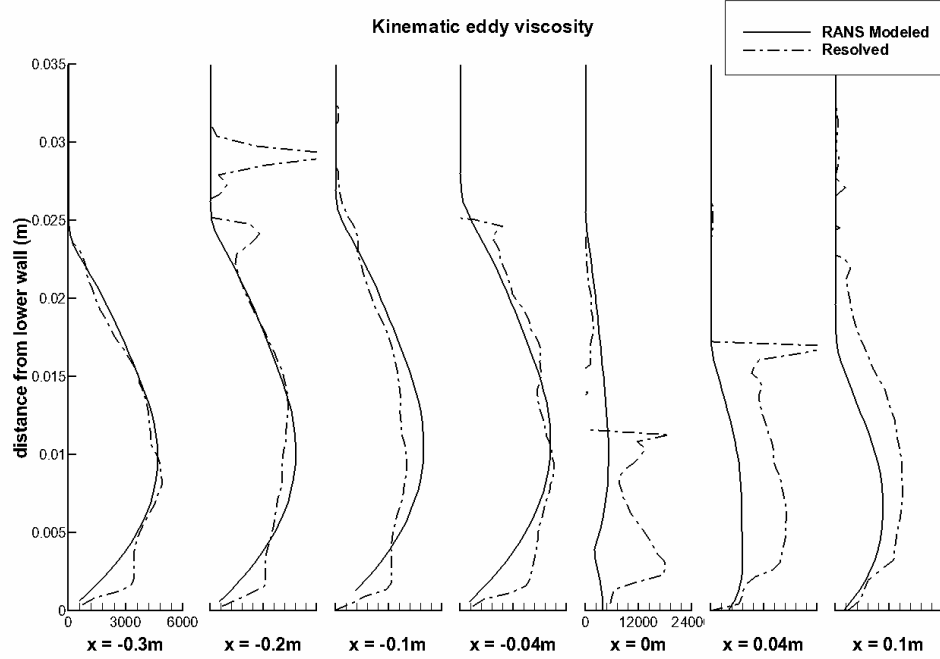 Kinematic eddy viscosity
RANS Modeled
Resolved
distance from lower wall (m)
0.035
0.03
0.025
0.02
0.015
0.01
0.005
0
0 3000 6000 0 12000 2400
x = -0.3m x = -0.2m x = -0.1m x = -0.04m x = 0m x = 0.04m x = 0.1m